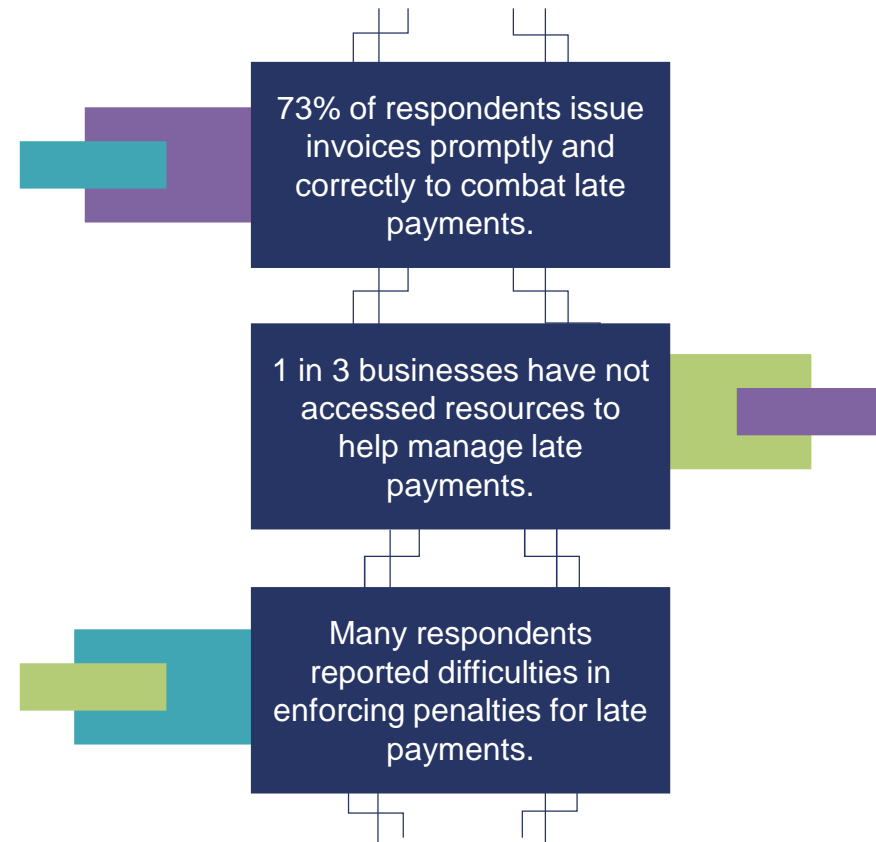 73% of respondents issue
invoices promptly and
correctly to combat late
payments.
1 in 3 businesses have not
accessed resources to
help manage late
payments.
Many respondents
reported difficulties in
enforcing penalties for late
payments.